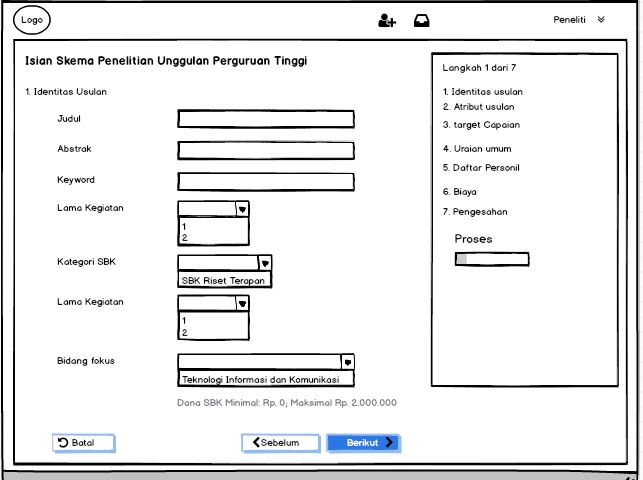 Logo
Peneliti
Isian Skema Penelitian Unggulan Perguruan Tinggi
1. Identitas Usulan
Judul
Abstrak
Keyword
Lama Kegiatan
1
2
Kategori SBK
SBK Riset Terapan
Lama Kegiatan
1
2
Bidang fokus
Teknologi Informasi dan Komunikasi
Dana SBK Minimal: Rp. 0; Maksimal Rp. 2.000.000
Batal
Sebelum
Berikut
Langkah 1 dari 7
1. Identitas usulan
2. Atribut usulan
3. target Capaian
4. Uraian umum
5. Daftar Personil
6. Biaya
7. Pengesahan
Proses